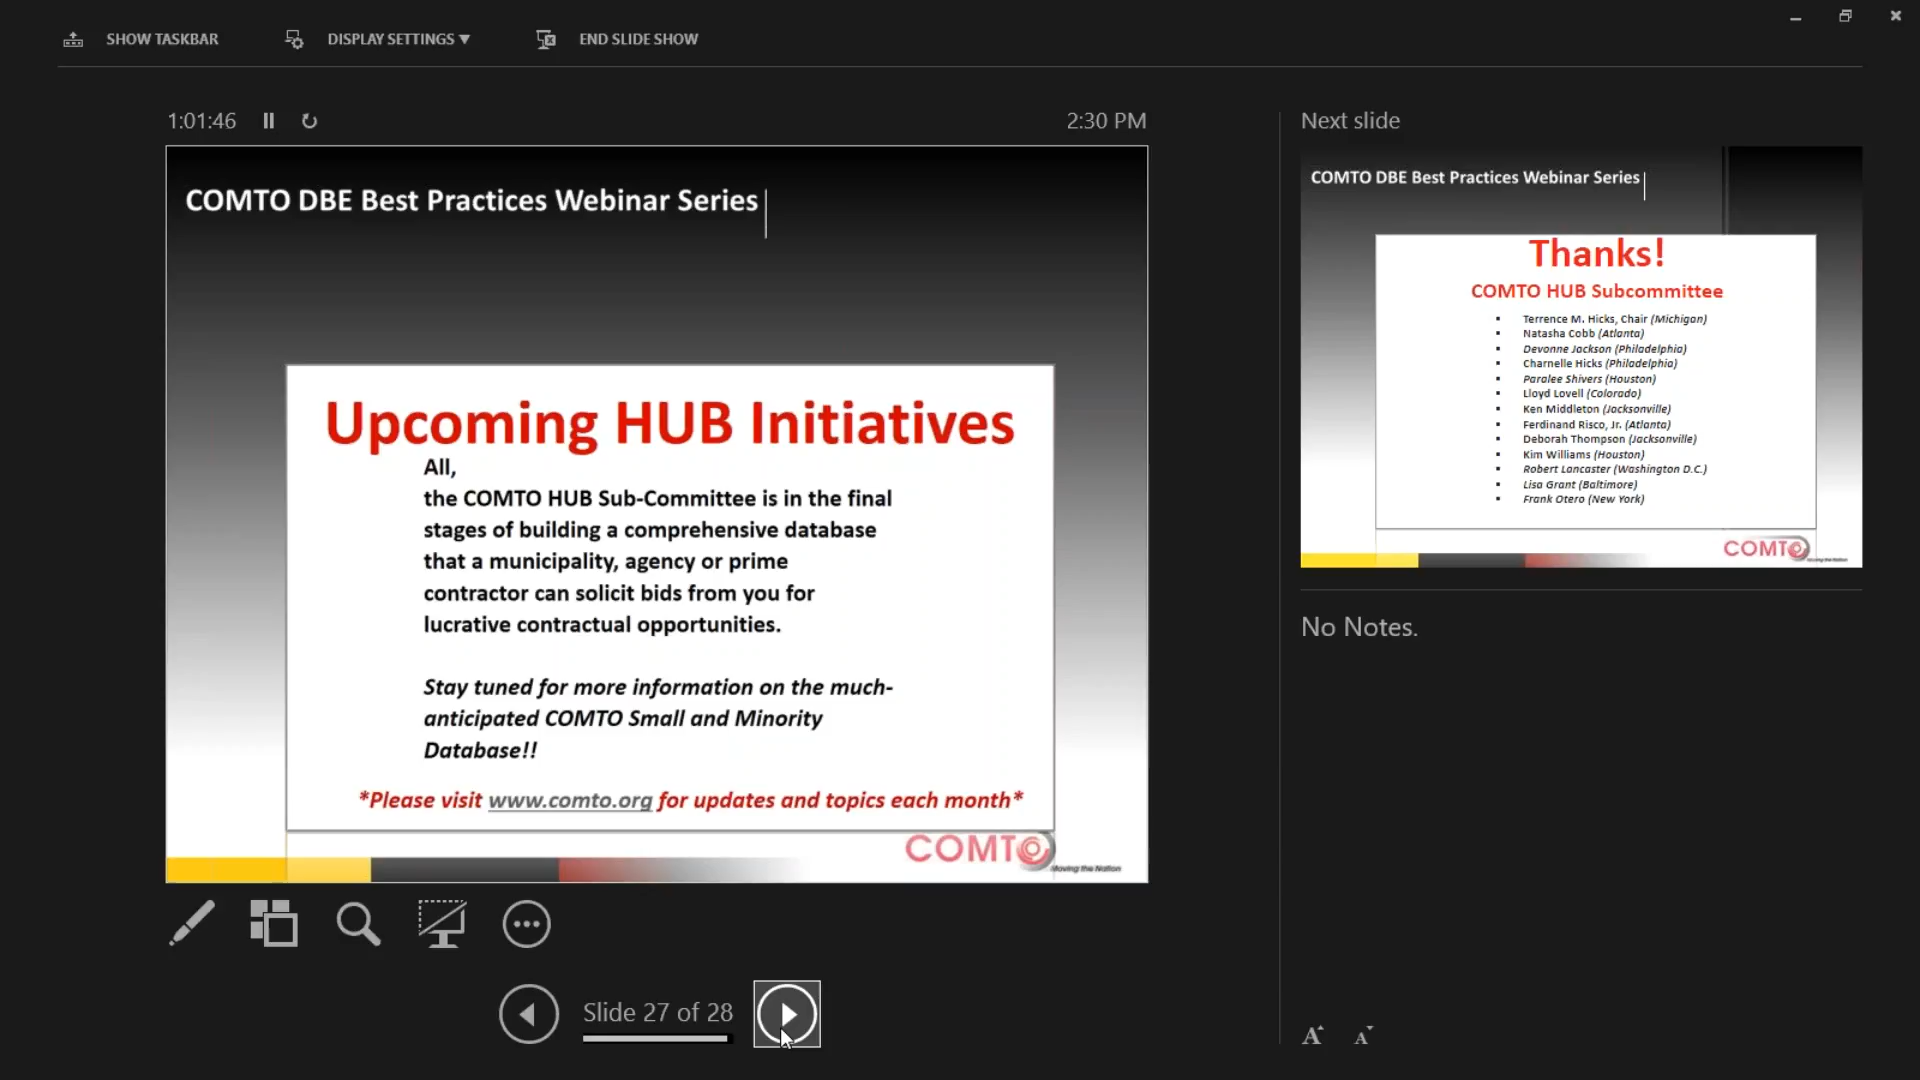 SHOW TASKBAR
DISPLAY SETTINGS ▼
END SLIDE SHOW
1:01:46
2:30 PM
COMTO DBE Best Practices Webinar Series
Upcoming HUB Initiatives
All,
the COMTO HUB Sub-Committee is in the final
stages of building a comprehensive database
that a municipality, agency or prime
contractor can solicit bids from you for
lucrative contractual opportunities.
Stay tuned for more information on the much-
anticipated COMTO Small and Minority
Database!!
*Please visit www.comto.org for updates and topics each month*
COMTO
Moving the Nation
Slide 27 of 28
Next slide
COMTO DBE Best Practices Webinar Series
Thanks!
COMTO HUB Subcommittee
▪ Terrence M. Hicks, Chair (Michigan)
▪ Natasha Cobb (Atlanta)
▪ Devonne Jackson (Philadelphia)
▪ Charnelle Hicks (Philadelphia)
▪ Paralee Shivers (Houston)
▪ Lloyd Lovell (Colorado)
▪ Ken Middleton (Jacksonville)
▪ Ferdinand Risco, Jr. (Atlanta)
▪ Deborah Thompson (Jacksonville)
▪ Kim Williams (Houston)
▪ Robert Lancaster (Washington D.C.)
▪ Lisa Grant (Baltimore)
▪ Frank Otero (New York)
COMTO
Moving the Nation
No Notes.
A A